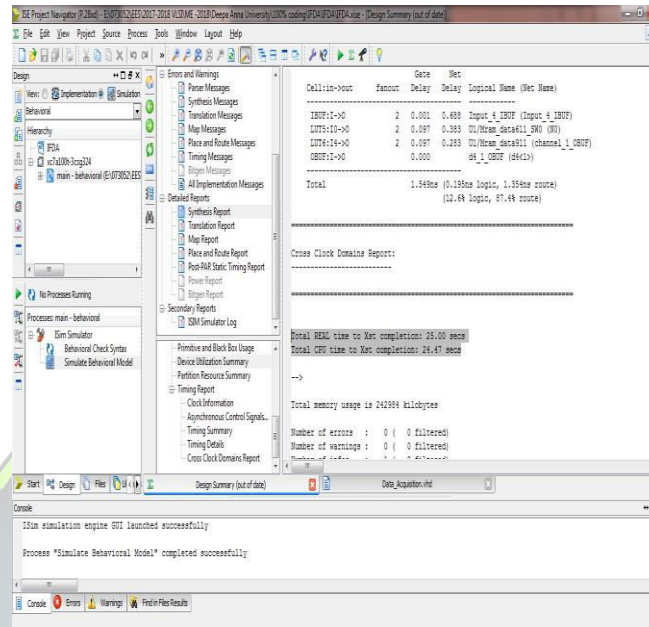 ISE Project Navigator (P.28xd) - E:\073052\EES\2017-2018 VLSI\ME -2018\Deepa Anna University\100% coding\IFDA\IFDA\IFDA.xise - [Design Summary (out of date)]
File Edit View Project Source Process Tools Window Layout Help
Design
View: Implementation Simulation
Behavioral
Hierarchy
IFDA
xc7a100t-3csg324
main - behavioral (E:\073052\EES
No Processes Running
Processes: main - behavioral
ISim Simulator
Behavioral Check Syntax
Simulate Behavioral Model
Start Design Files
Errors and Warnings
Parser Messages
Synthesis Messages
Translation Messages
Map Messages
Place and Route Messages
Timing Messages
Bitgen Messages
All Implementation Messages
Detailed Reports
Synthesis Report
Translation Report
Map Report
Place and Route Report
Post-PAR Static Timing Report
Power Report
Bitgen Report
Secondary Reports
ISIM Simulator Log
Primitive and Black Box Usage
Device Utilization Summary
Partition Resource Summary
Timing Report
Clock Information
Asynchronous Control Signals...
Timing Summary
Timing Details
Cross Clock Domains Report
Gate Net
Cell:in->out fanout Delay Delay Logical Name (Net Name)
IBUF:I->O 2 0.001 0.688 Input_4_IBUF (Input_4_IBUF)
LUT5:I0->O 2 0.097 0.383 U1/Mram_data611_SW0 (N0)
LUT6:I4->O 2 0.097 0.283 U1/Mram_data911 (channel_1_OBUF)
OBUF:I->O 0.000 d4_1_OBUF (d4<1>)
Total 1.549ns (0.195ns logic, 1.354ns route)
(12.6% logic, 87.4% route)
Cross Clock Domains Report:
Total REAL time to Xst completion: 25.00 secs
Total CPU time to Xst completion: 24.47 secs
-->
Total memory usage is 242984 kilobytes
Number of errors : 0 ( 0 filtered)
Number of warnings : 0 ( 0 filtered)
Design Summary (out of date) Data_Acquisition.vhd
Console
ISim simulation engine GUI launched successfully
Process "Simulate Behavioral Model" completed successfully
Console Errors Warnings Find in Files Results